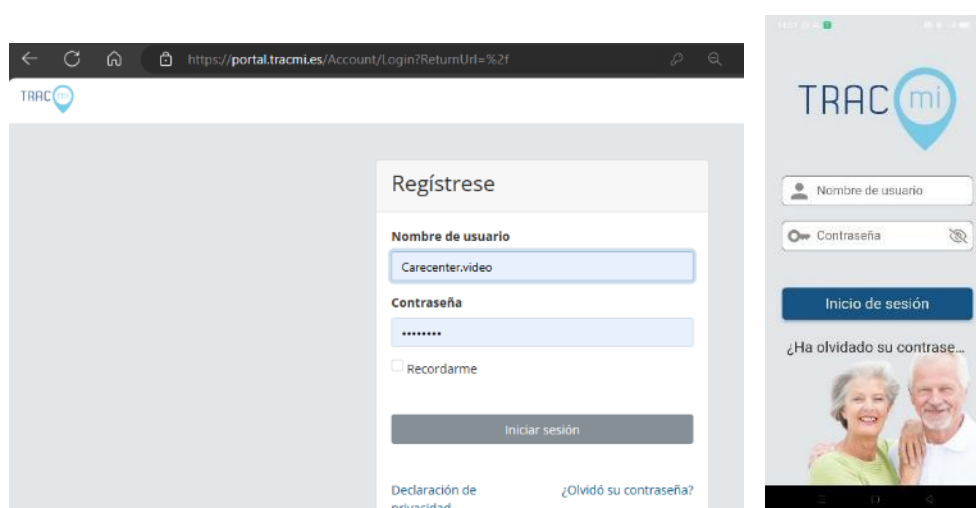 https://portal.tracmi.es/Account/Login?ReturnUrl=%2f
TRAC mi
Regístrese
Nombre de usuario
Carecenter.video
Contraseña
••••••••
Recordarme
Iniciar sesión
Declaración de
privacidad
¿Olvidó su contraseña?
TRAC mi
Nombre de usuario
Contraseña
Inicio de sesión
¿Ha olvidado su contrase...